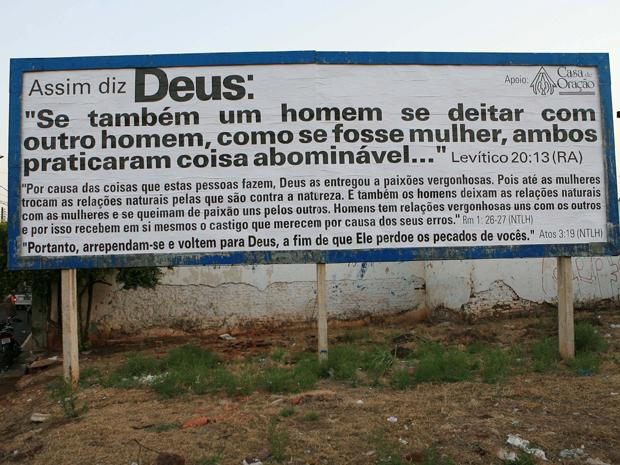 Assim diz Deus:
Apoio: Casa de Oração
"Se também um homem se deitar com
outro homem, como se fosse mulher, ambos
praticaram coisa abominável..." Levítico 20:13 (RA)
"Por causa das coisas que estas pessoas fazem, Deus as entregou a paixões vergonhosas. Pois até as mulheres
trocam as relações naturais pelas que são contra a natureza. E também os homens deixam as relações naturais
com as mulheres e se queimam de paixão uns pelos outros. Homens tem relações vergonhosas uns com os outros
e por isso recebem em si mesmos o castigo que merecem por causa dos seus erros." Rm 1: 26-27 (NTLH)
"Portanto, arrependam-se e voltem para Deus, a fim de que Ele perdoe os pecados de vocês." Atos 3:19 (NTLH)